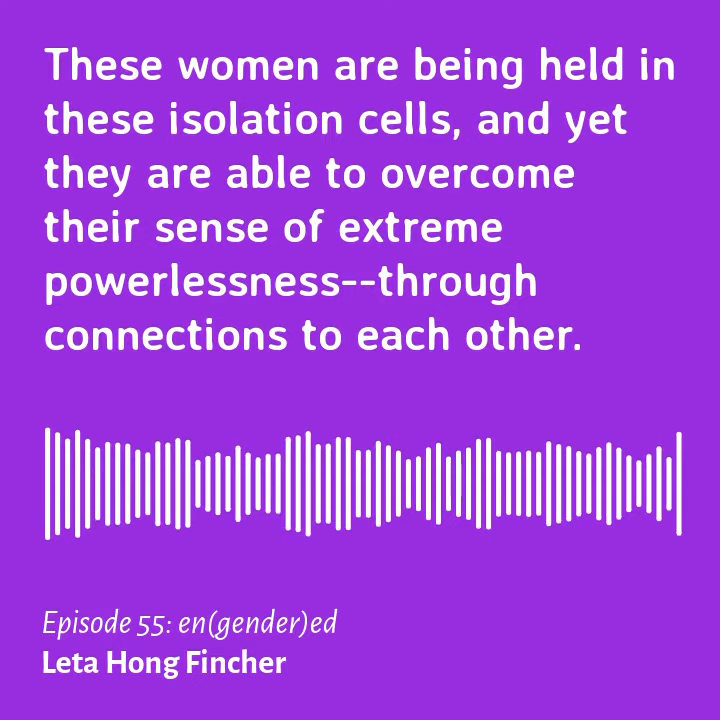 These women are being held in
these isolation cells, and yet
they are able to overcome
their sense of extreme
powerlessness--through
connections to each other.
Episode 55: en(gender)ed
Leta Hong Fincher